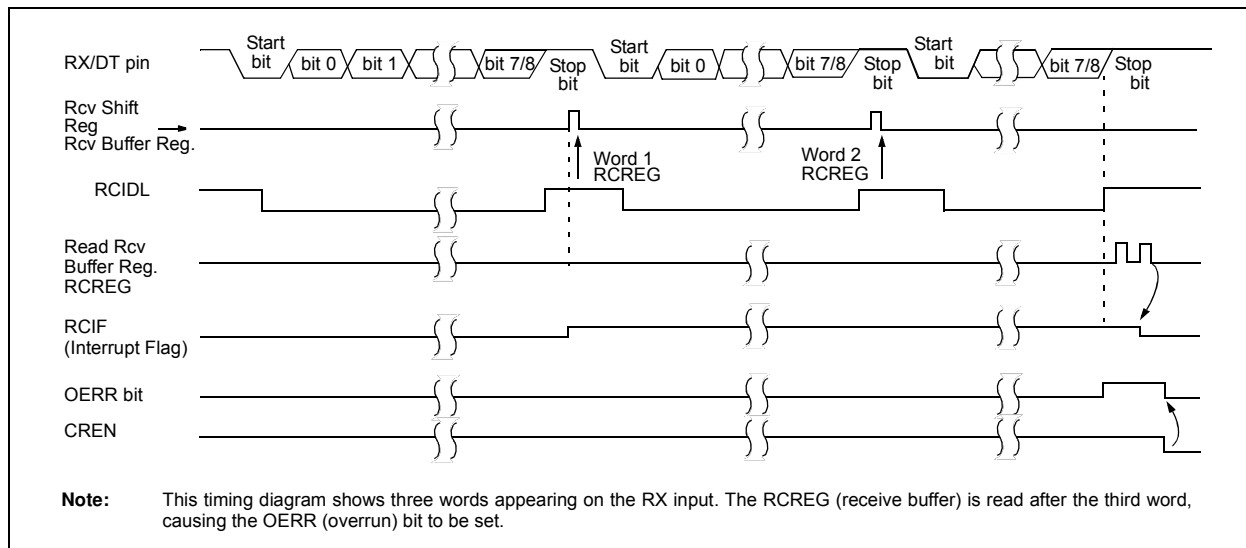 RX/DT pin
Start
bit
bit 0
bit 1
bit 7/8
Stop
bit
Start
bit
bit 0
bit 7/8
Stop
bit
Start
bit
bit 7/8
Stop
bit
Rcv Shift
Reg
Rcv Buffer Reg.
Word 1
RCREG
Word 2
RCREG
RCIDL
Read Rcv
Buffer Reg.
RCREG
RCIF
(Interrupt Flag)
OERR bit
CREN
Note: This timing diagram shows three words appearing on the RX input. The RCREG (receive buffer) is read after the third word,
causing the OERR (overrun) bit to be set.